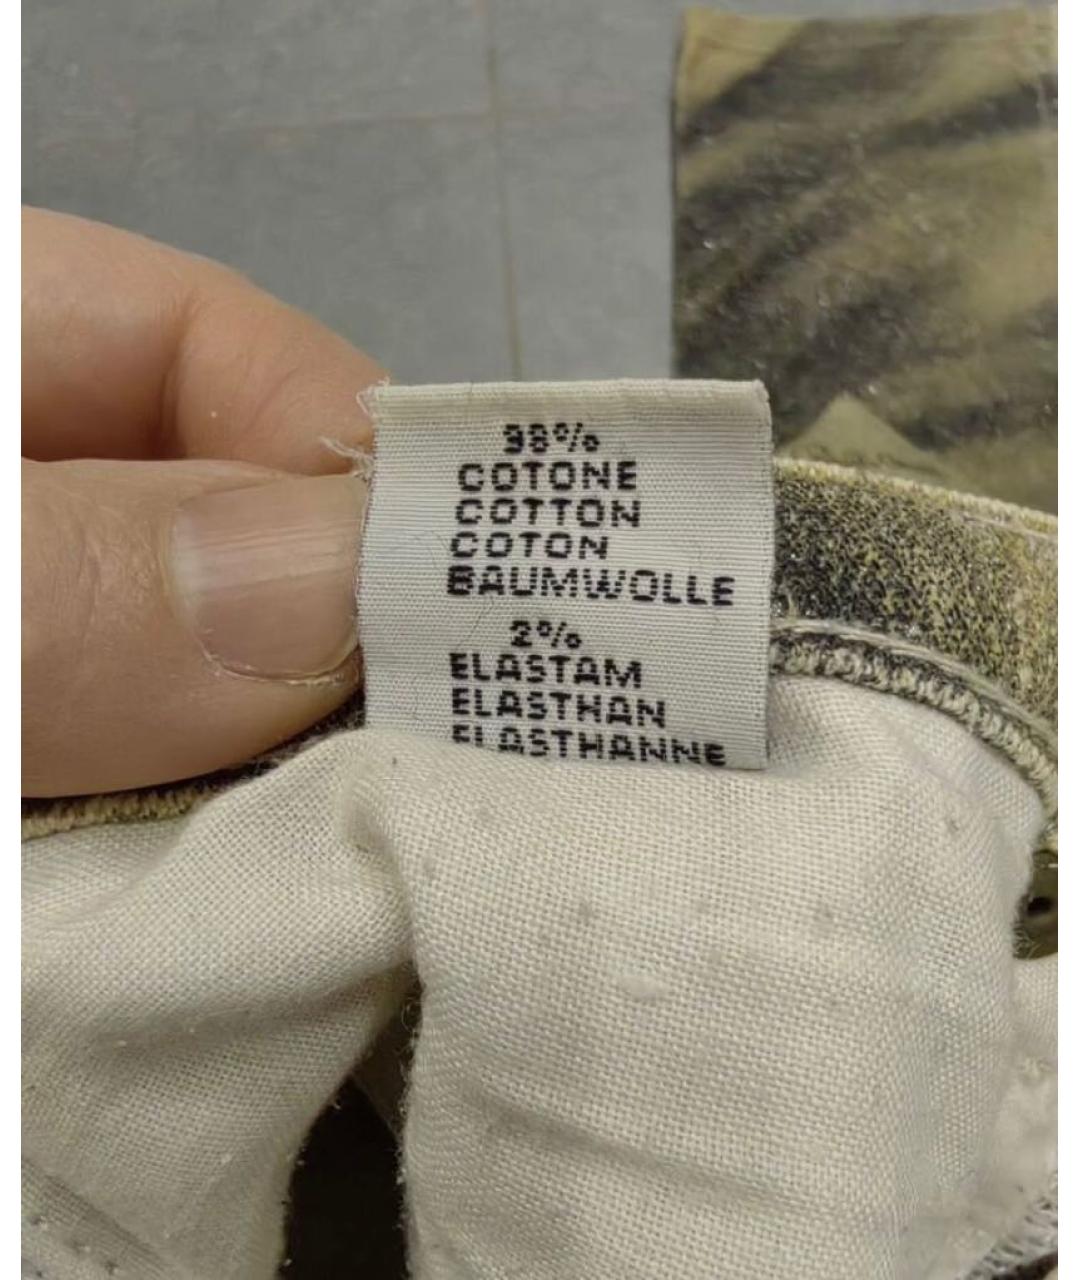 98%
COTONE
COTTON
COTON
BAUMWOLLE
2%
ELASTAM
ELASTHAN
ELASTHANNE